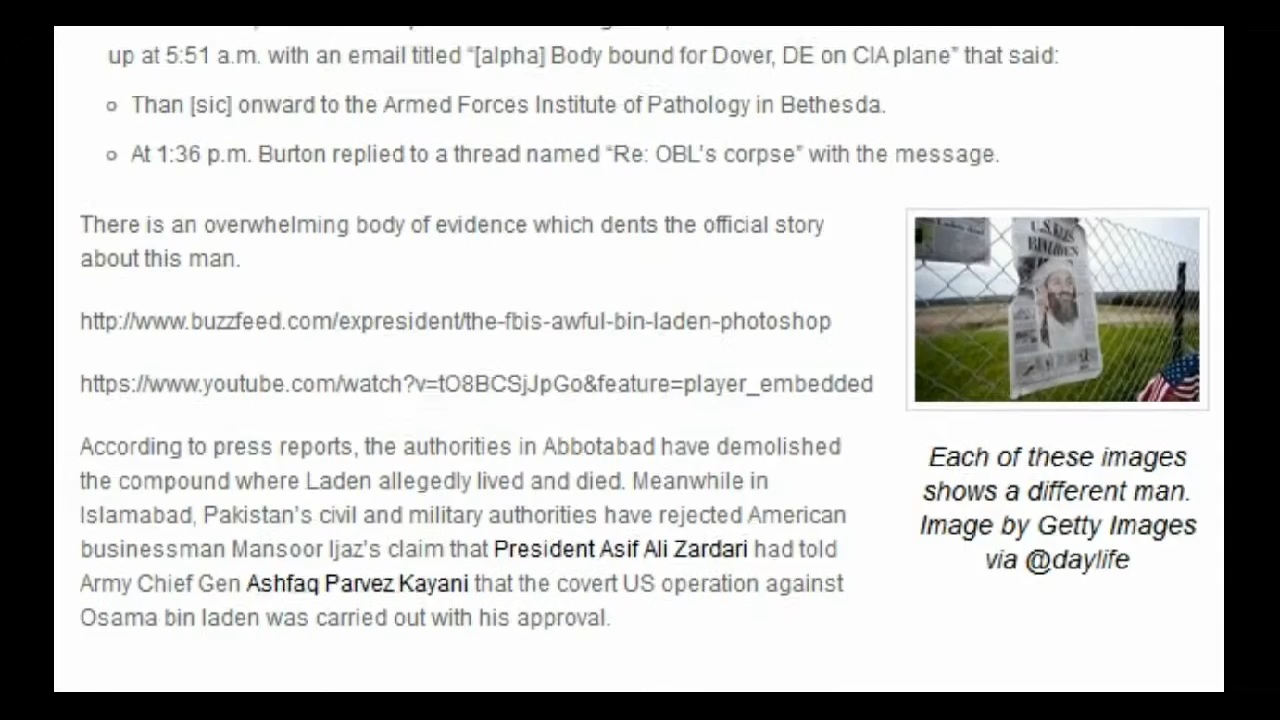 up at 5:51 a.m. with an email titled “[alpha] Body bound for Dover, DE on CIA plane” that said:
Than [sic] onward to the Armed Forces Institute of Pathology in Bethesda.
At 1:36 p.m. Burton replied to a thread named “Re: OBL’s corpse” with the message.
There is an overwhelming body of evidence which dents the official story
about this man.
http://www.buzzfeed.com/expresident/the-fbis-awful-bin-laden-photoshop
https://www.youtube.com/watch?v=tO8BCSjJpGo&feature=player_embedded
According to press reports, the authorities in Abbotabad have demolished
the compound where Laden allegedly lived and died. Meanwhile in
Islamabad, Pakistan’s civil and military authorities have rejected American
businessman Mansoor Ijaz’s claim that President Asif Ali Zardari had told
Army Chief Gen Ashfaq Parvez Kayani that the covert US operation against
Osama bin laden was carried out with his approval.
U.S. KILLS
BIN LADEN
Each of these images
shows a different man.
Image by Getty Images
via @daylife